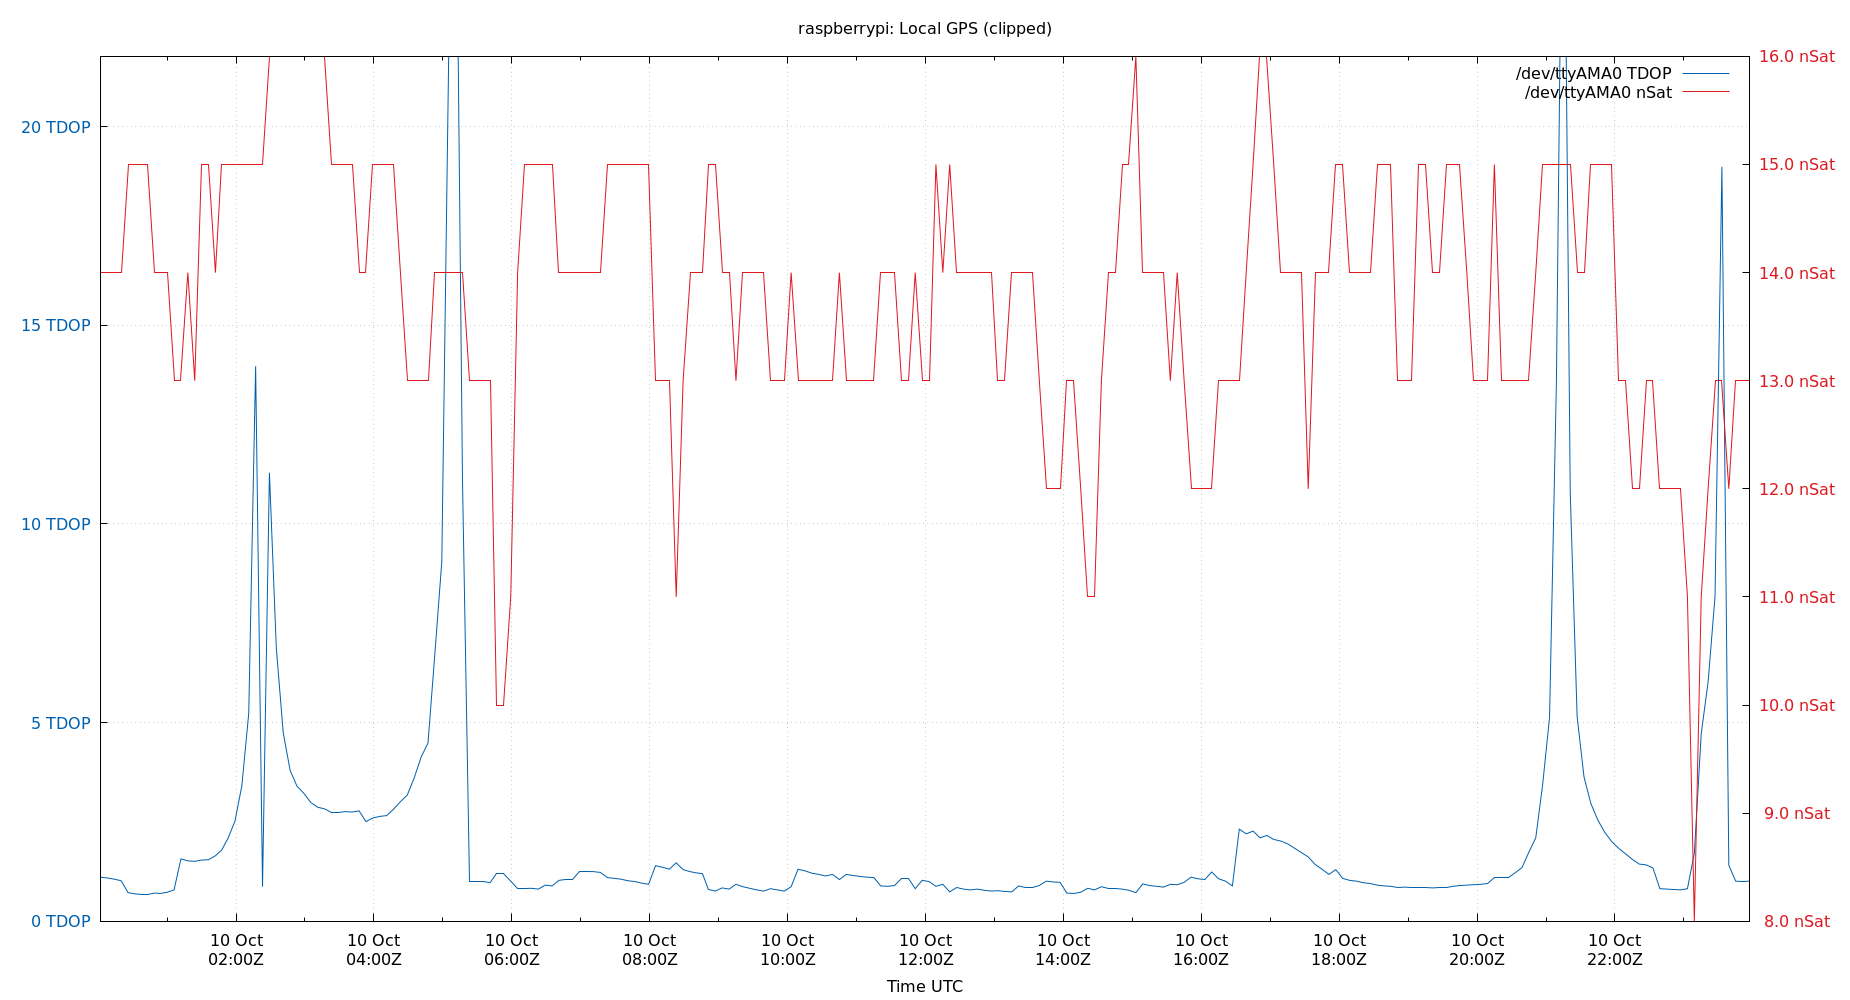 raspberrypi: Local GPS (clipped)
/dev/ttyAMA0 TDOP
/dev/ttyAMA0 nSat
20 TDOP
15 TDOP
10 TDOP
5 TDOP
0 TDOP
16.0 nSat
15.0 nSat
14.0 nSat
13.0 nSat
12.0 nSat
11.0 nSat
10.0 nSat
9.0 nSat
8.0 nSat
10 Oct
02:00Z
10 Oct
04:00Z
10 Oct
06:00Z
10 Oct
08:00Z
10 Oct
10:00Z
10 Oct
12:00Z
10 Oct
14:00Z
10 Oct
16:00Z
10 Oct
18:00Z
10 Oct
20:00Z
10 Oct
22:00Z
Time UTC